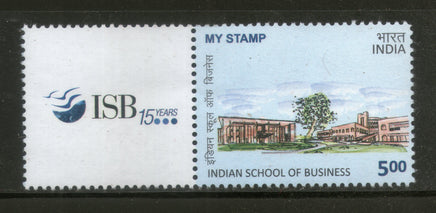 ISB
15 YEARS
MY STAMP
भारत
INDIA
इंडियन स्कूल ऑफ बिजनेस
INDIAN SCHOOL OF BUSINESS
5.00